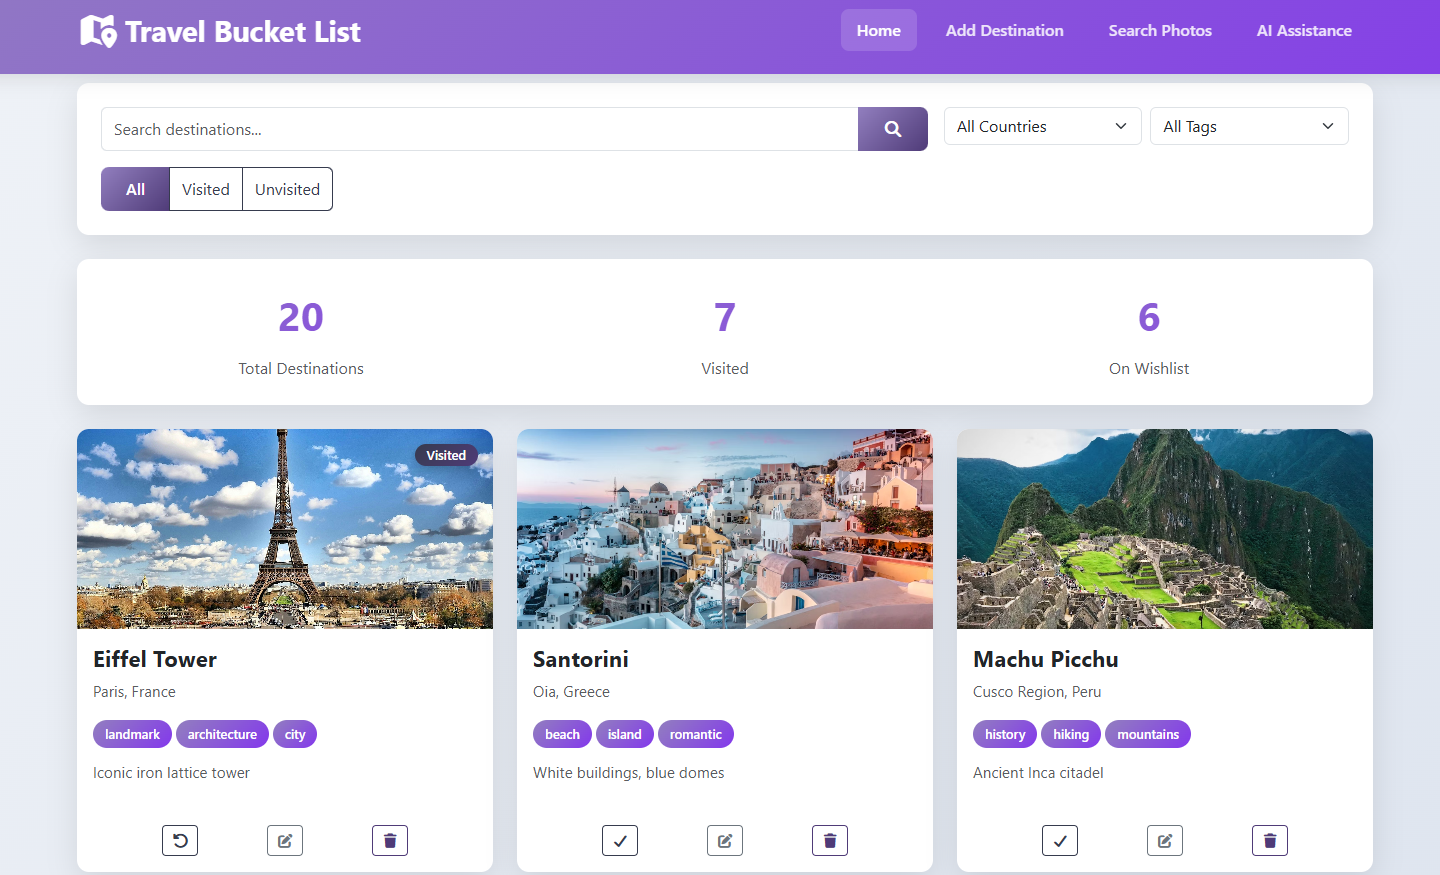 Travel Bucket List
Home
Add Destination
Search Photos
AI Assistance
Search destinations...
All Countries
All Tags
All
Visited
Unvisited
20
Total Destinations
7
Visited
6
On Wishlist
Visited
Eiffel Tower
Paris, France
landmark
architecture
city
Iconic iron lattice tower
Santorini
Oia, Greece
beach
island
romantic
White buildings, blue domes
Machu Picchu
Cusco Region, Peru
history
hiking
mountains
Ancient Inca citadel